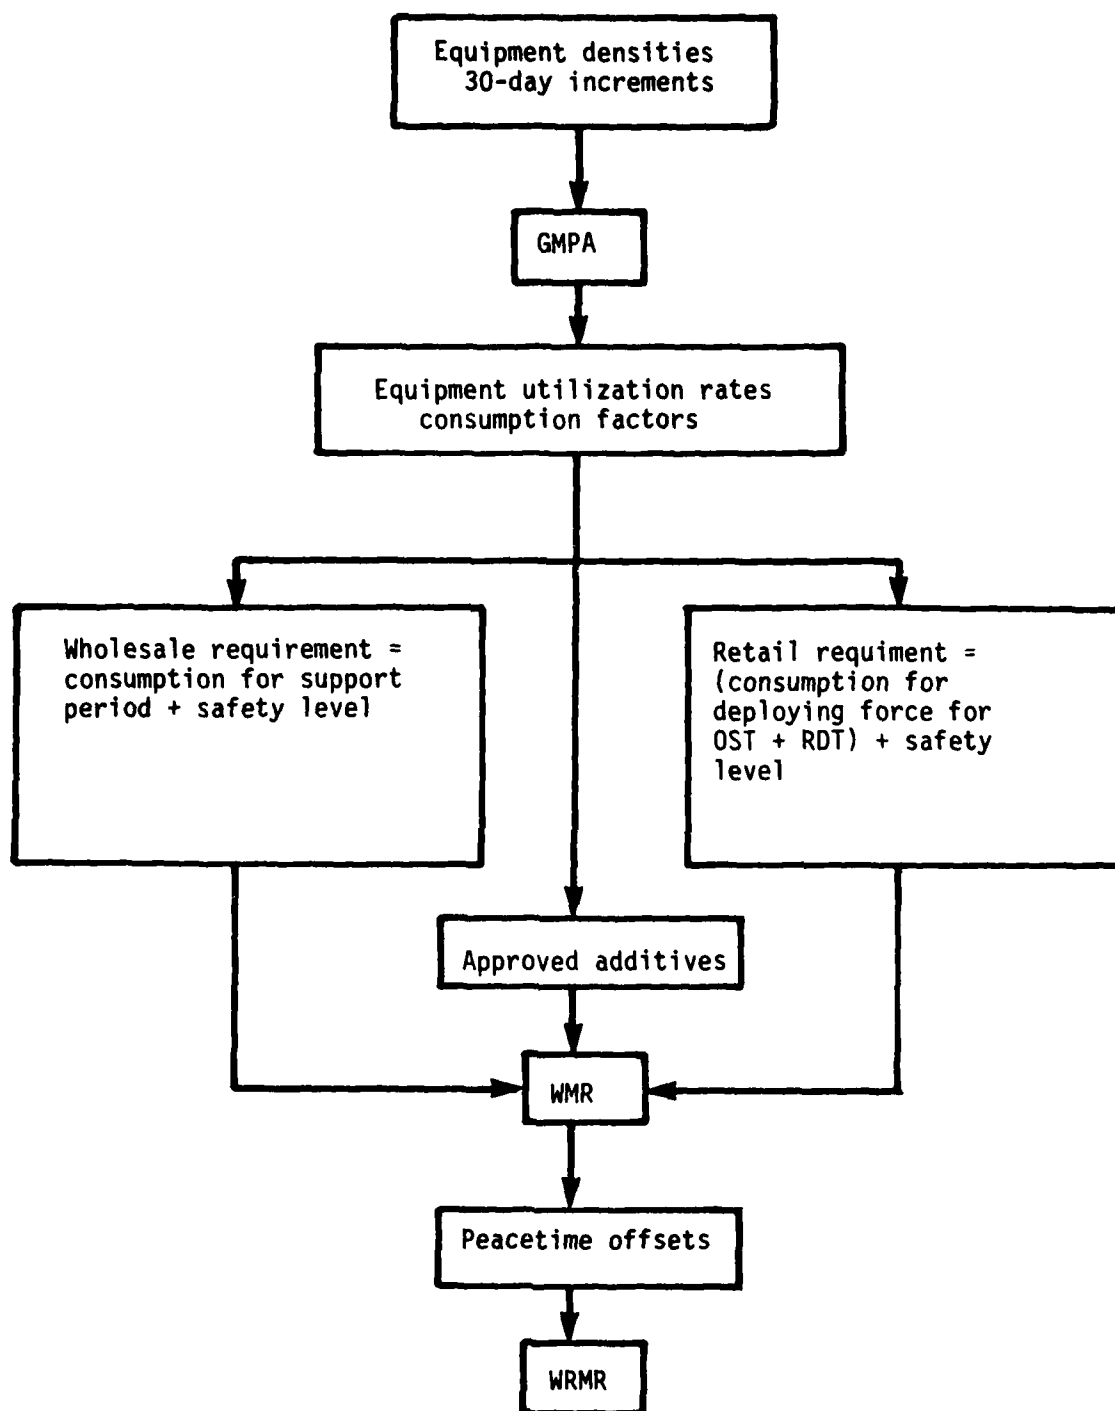 Equipment densities
30-day increments
GMPA
Equipment utilization rates
consumption factors
Wholesale requirement =
consumption for support
period + safety level
Retail requiment =
(consumption for
deploying force for
OST + RDT) + safety
level
Approved additives
WMR
Peacetime offsets
WRMR